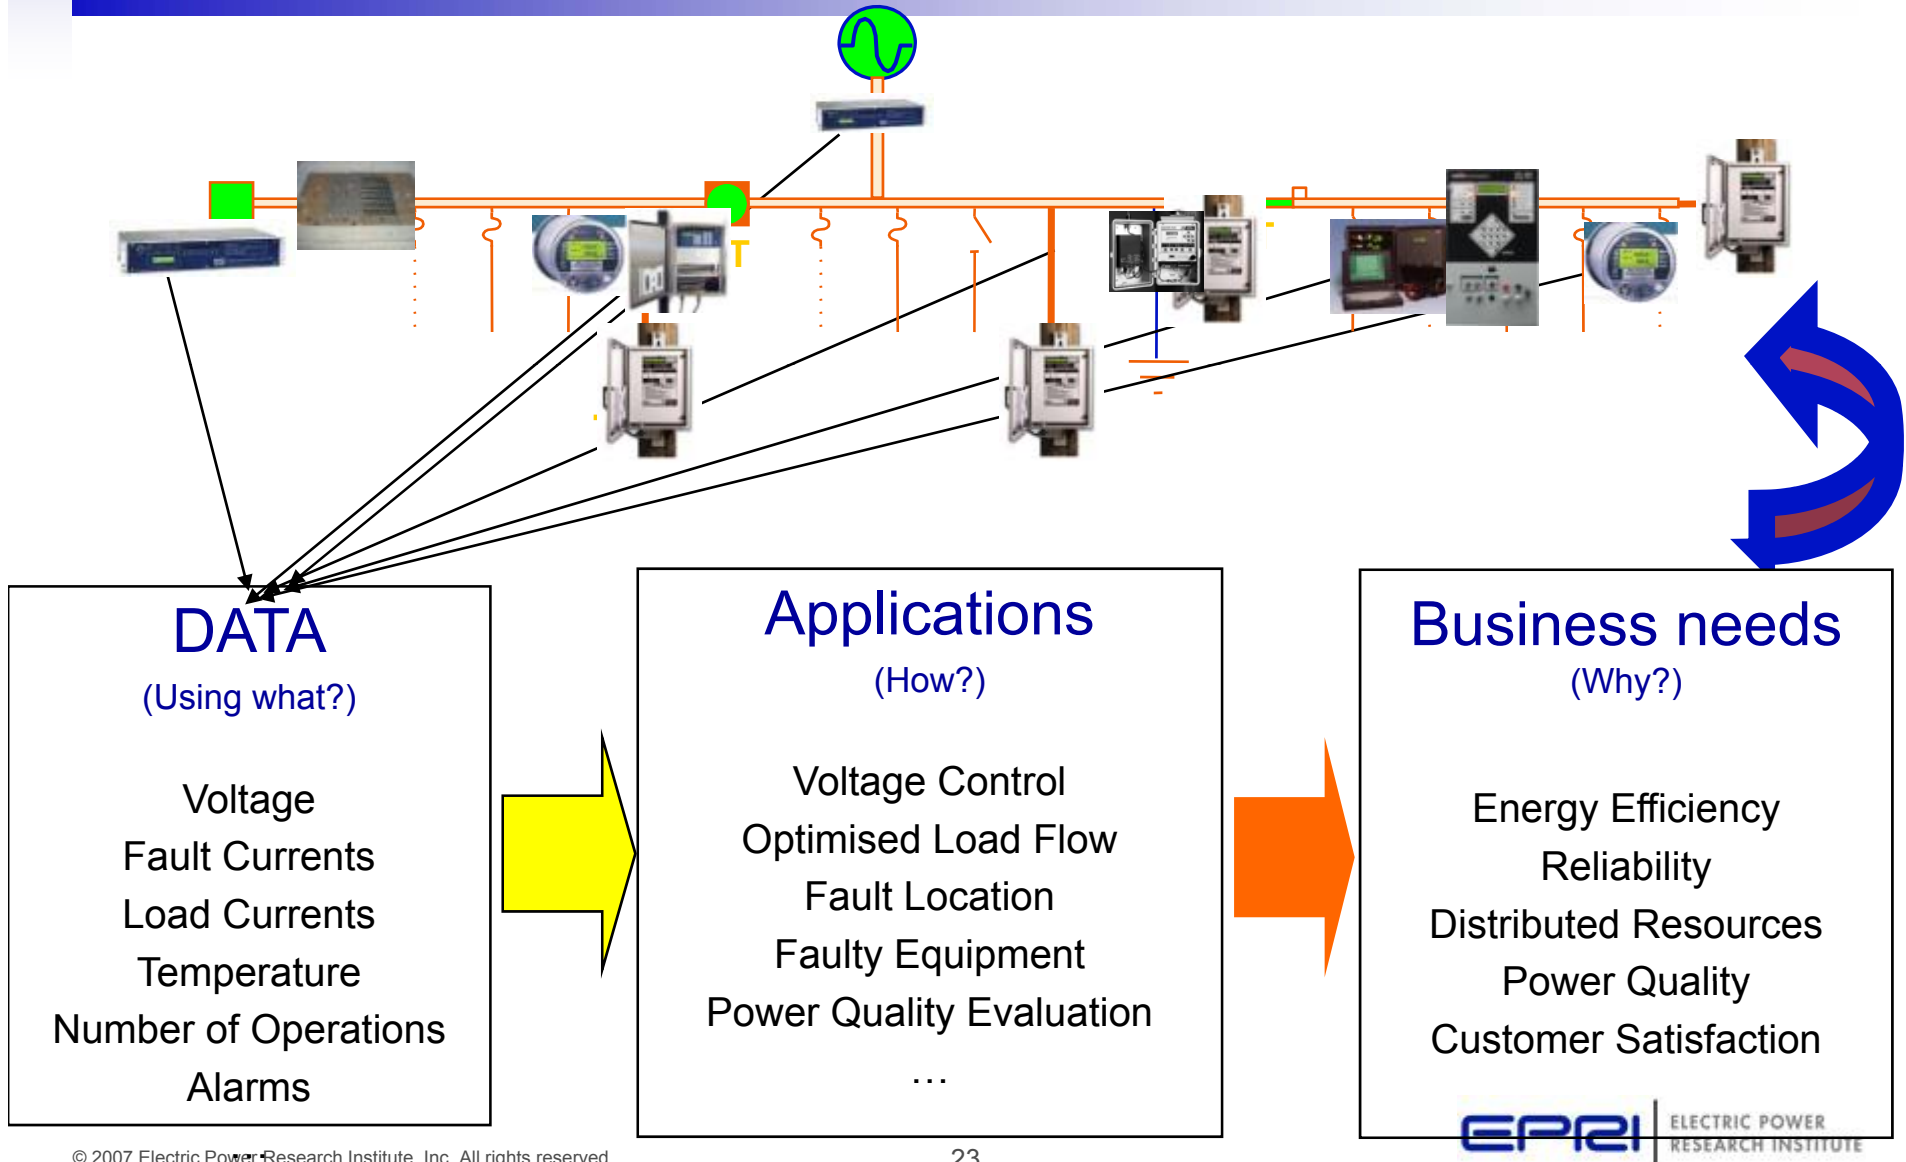 T
DATA
(Using what?)
Voltage
Fault Currents
Load Currents
Temperature
Number of Operations
Alarms
...
Applications
(How?)
Voltage Control
Optimised Load Flow
Fault Location
Faulty Equipment
Power Quality Evaluation
...
Business needs
(Why?)
Energy Efficiency
Reliability
Distributed Resources
Power Quality
Customer Satisfaction
EPRI
ELECTRIC POWER
RESEARCH INSTITUTE
© 2007 Electric Power Research Institute, Inc. All rights reserved.
23